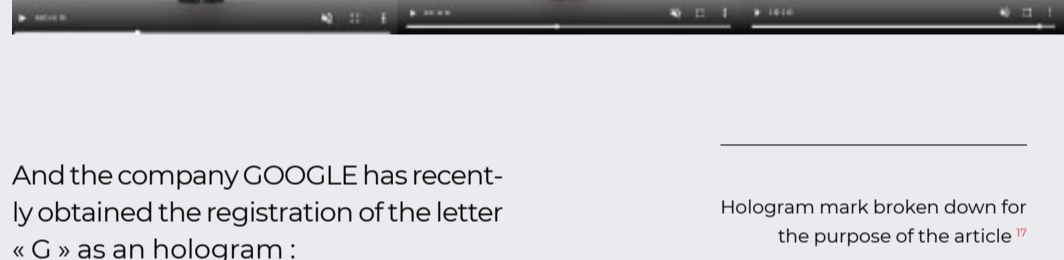 And the company GOOGLE has recent-
ly obtained the registration of the letter
« G » as an hologram :
Hologram mark broken down for
the purpose of the article 17